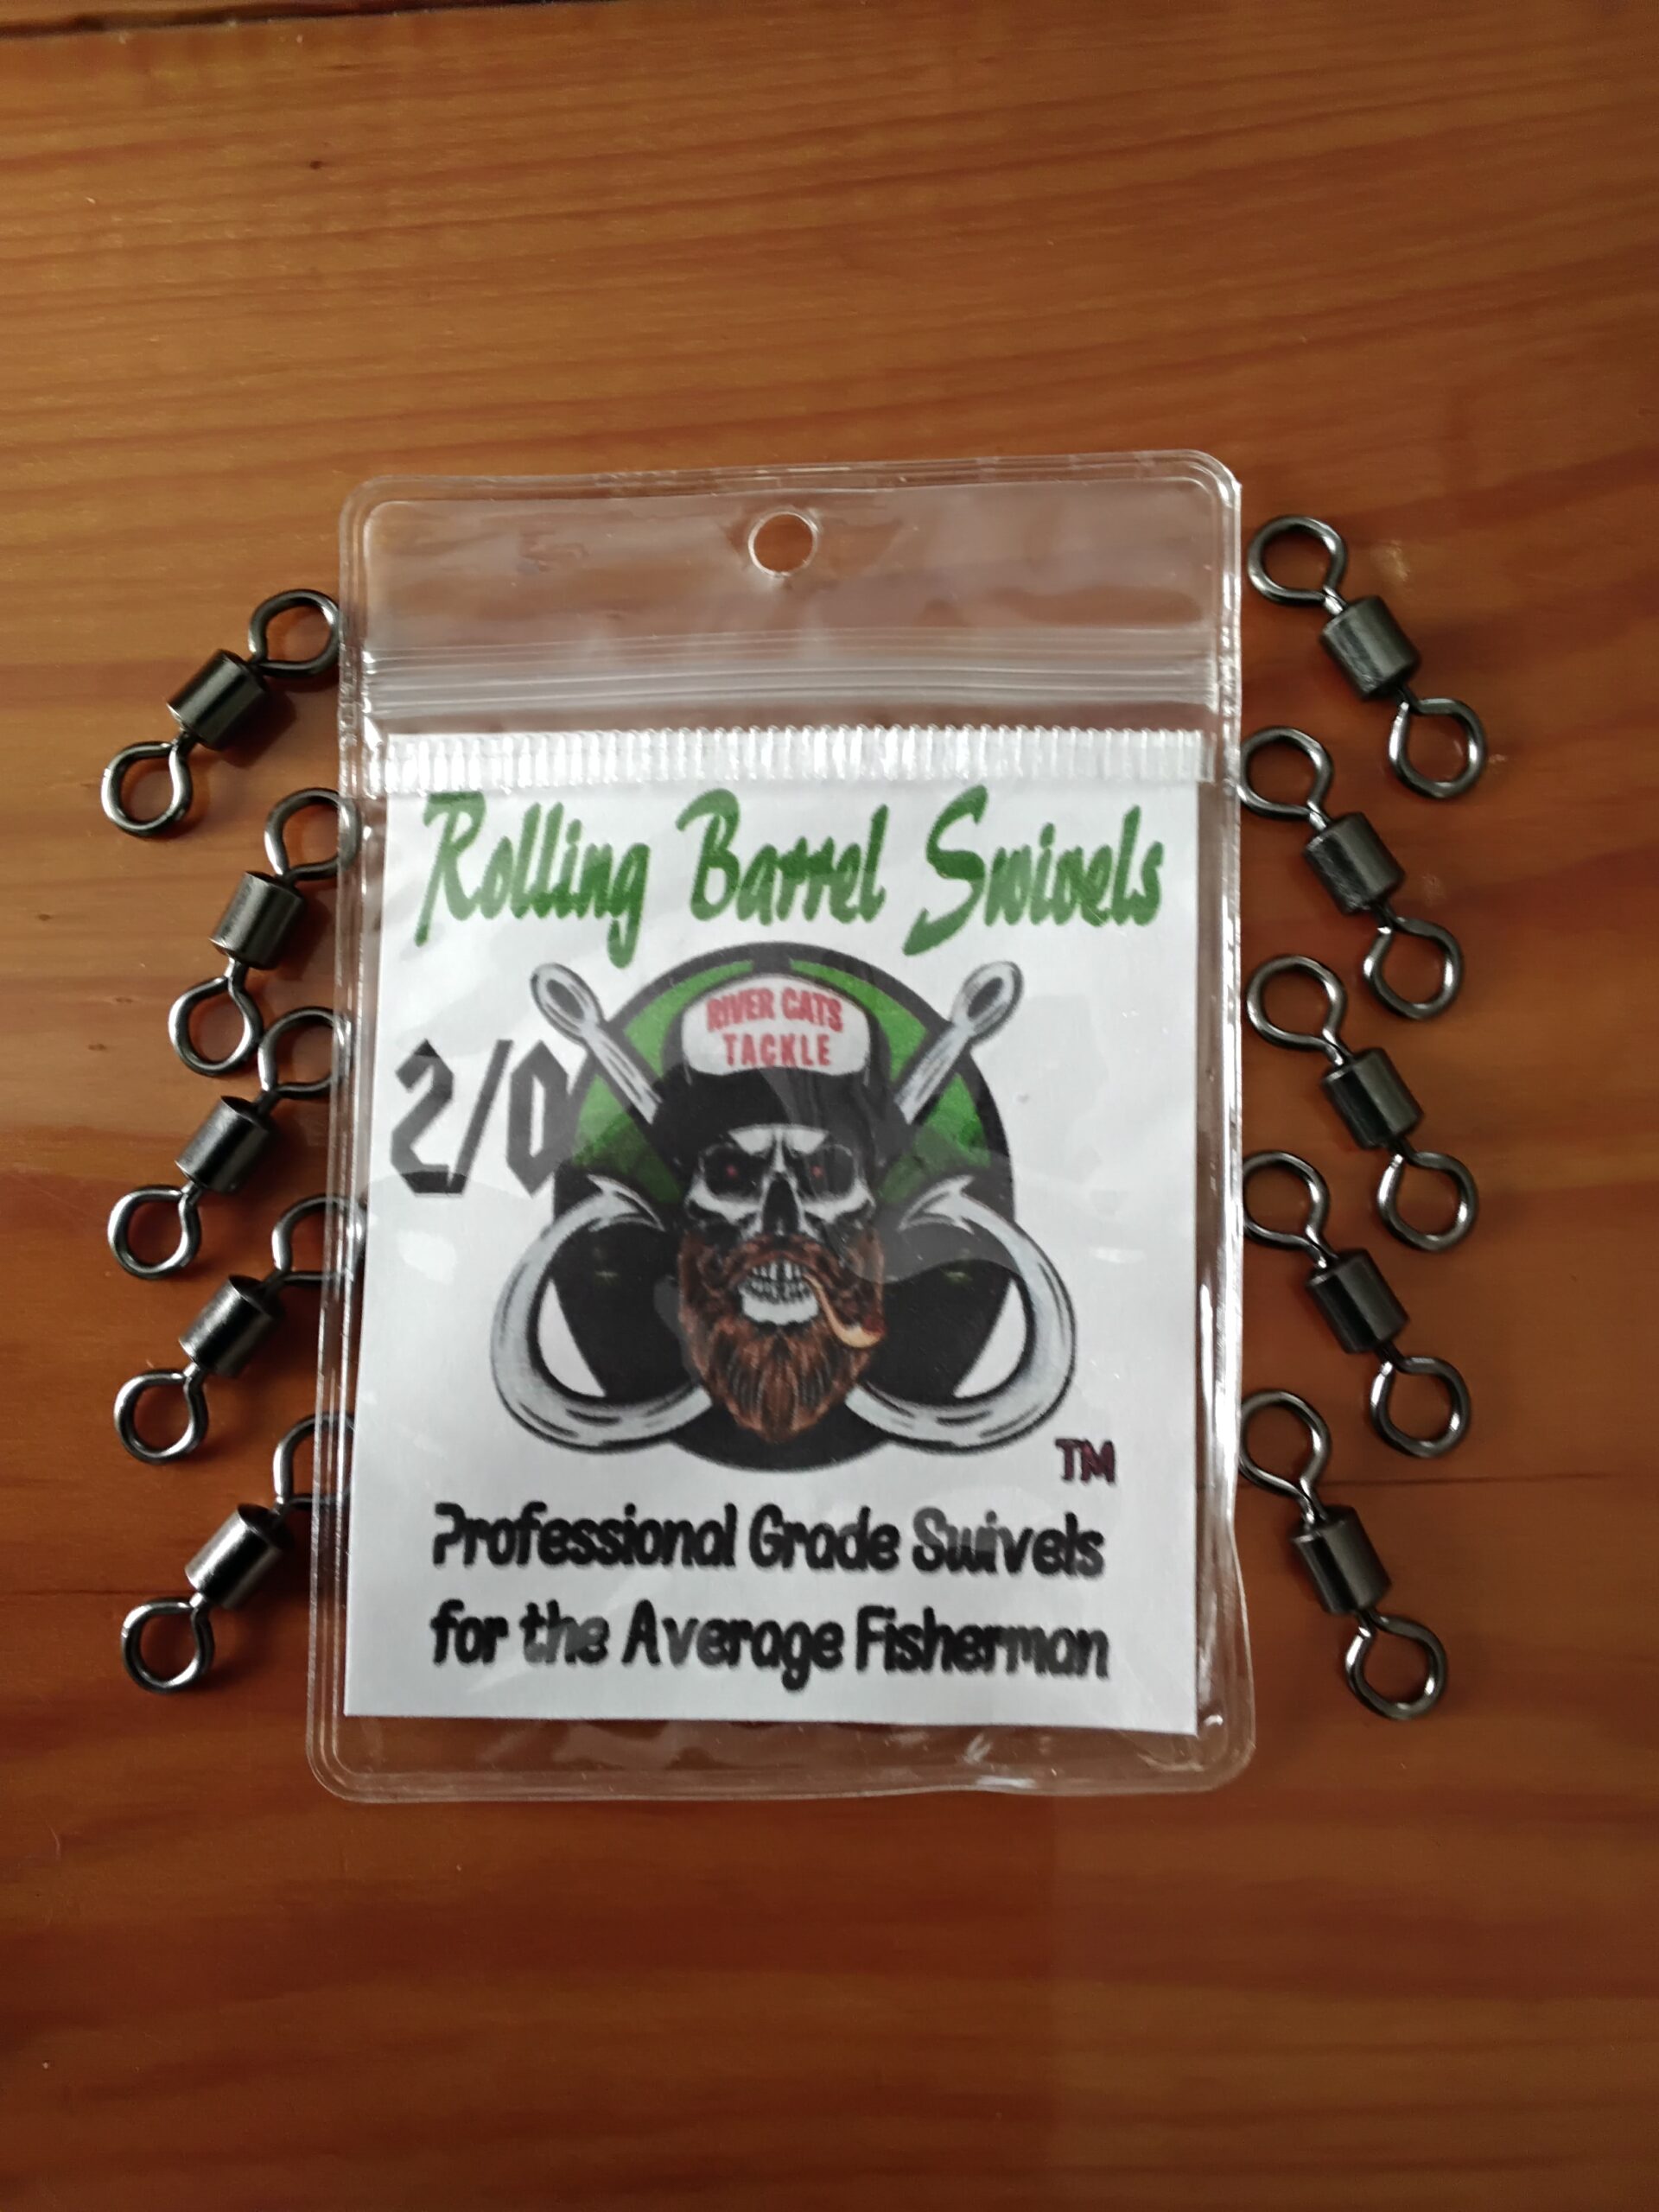 Rolling Barrel Swivels
RIVER CATS
TACKLE
2/0
TM
Professional Grade Swivels
for the Average Fisherman